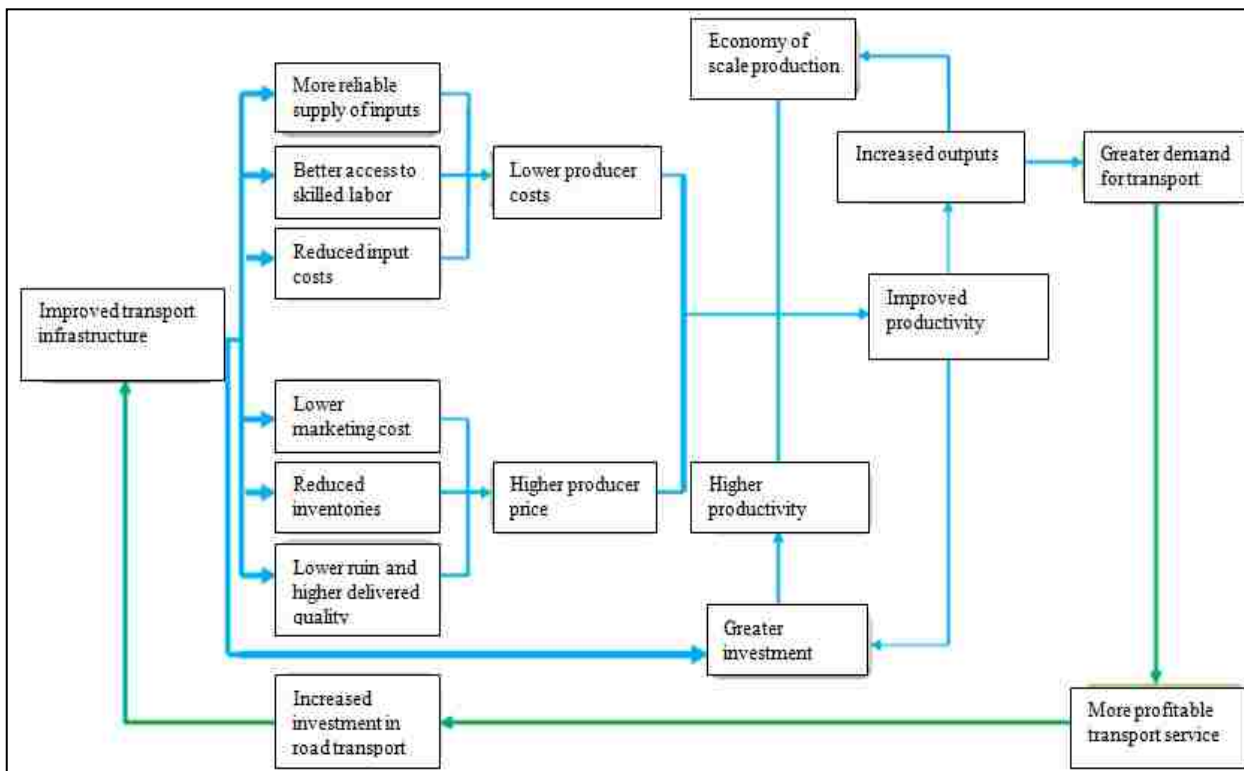 Economy of
scale production
More reliable
supply of inputs
Better access to
skilled labor
Lower producer
costs
Increased outputs
Greater demand
for transport
Reduced input
costs
Improved transport
infrastructure
Improved
productivity
Lower
marketing cost
Reduced
inventories
Higher producer
price
Higher
productivity
Lower ruin and
higher delivered
quality
Greater
investment
Increased
investment in
road transport
More profitable
transport service